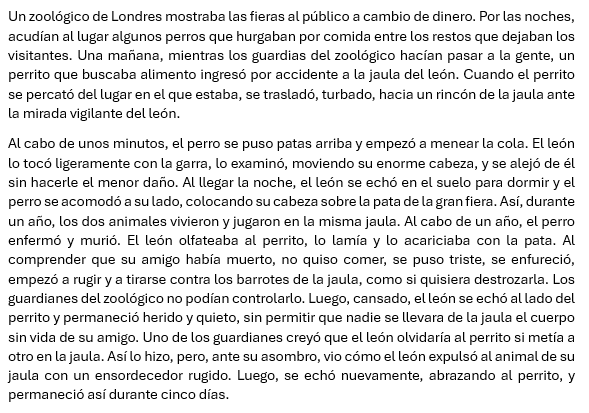 Un zoológico de Londres mostraba las fieras al público a cambio de dinero. Por las noches,
acudían al lugar algunos perros que hurgaban por comida entre los restos que dejaban los
visitantes. Una mañana, mientras los guardias del zoológico hacían pasar a la gente, un
perrito que buscaba alimento ingresó por accidente a la jaula del león. Cuando el perrito
se percató del lugar en el que estaba, se trasladó, turbado, hacia un rincón de la jaula ante
la mirada vigilante del león.
Al cabo de unos minutos, el perro se puso patas arriba y empezó a menear la cola. El león
lo tocó ligeramente con la garra, lo examinó, moviendo su enorme cabeza, y se alejó de él
sin hacerle el menor daño. Al llegar la noche, el león se echó en el suelo para dormir y el
perro se acomodó a su lado, colocando su cabeza sobre la pata de la gran fiera. Así, durante
un año, los dos animales vivieron y jugaron en la misma jaula. Al cabo de un año, el perro
enfermó y murió. El león olfateaba al perrito, lo lamía y lo acariciaba con la pata. Al
comprender que su amigo había muerto, no quiso comer, se puso triste, se enfureció,
empezó a rugir y a tirarse contra los barrotes de la jaula, como si quisiera destrozarla. Los
guardianes del zoológico no podían controlarlo. Luego, cansado, el león se echó al lado del
perrito y permaneció herido y quieto, sin permitir que nadie se llevara de la jaula el cuerpo
sin vida de su amigo. Uno de los guardianes creyó que el león olvidaría al perrito si metía a
otro en la jaula. Así lo hizo, pero, ante su asombro, vio cómo el león expulsó al animal de su
jaula con un ensordecedor rugido. Luego, se echó nuevamente, abrazando al perrito, y
permaneció así durante cinco días.